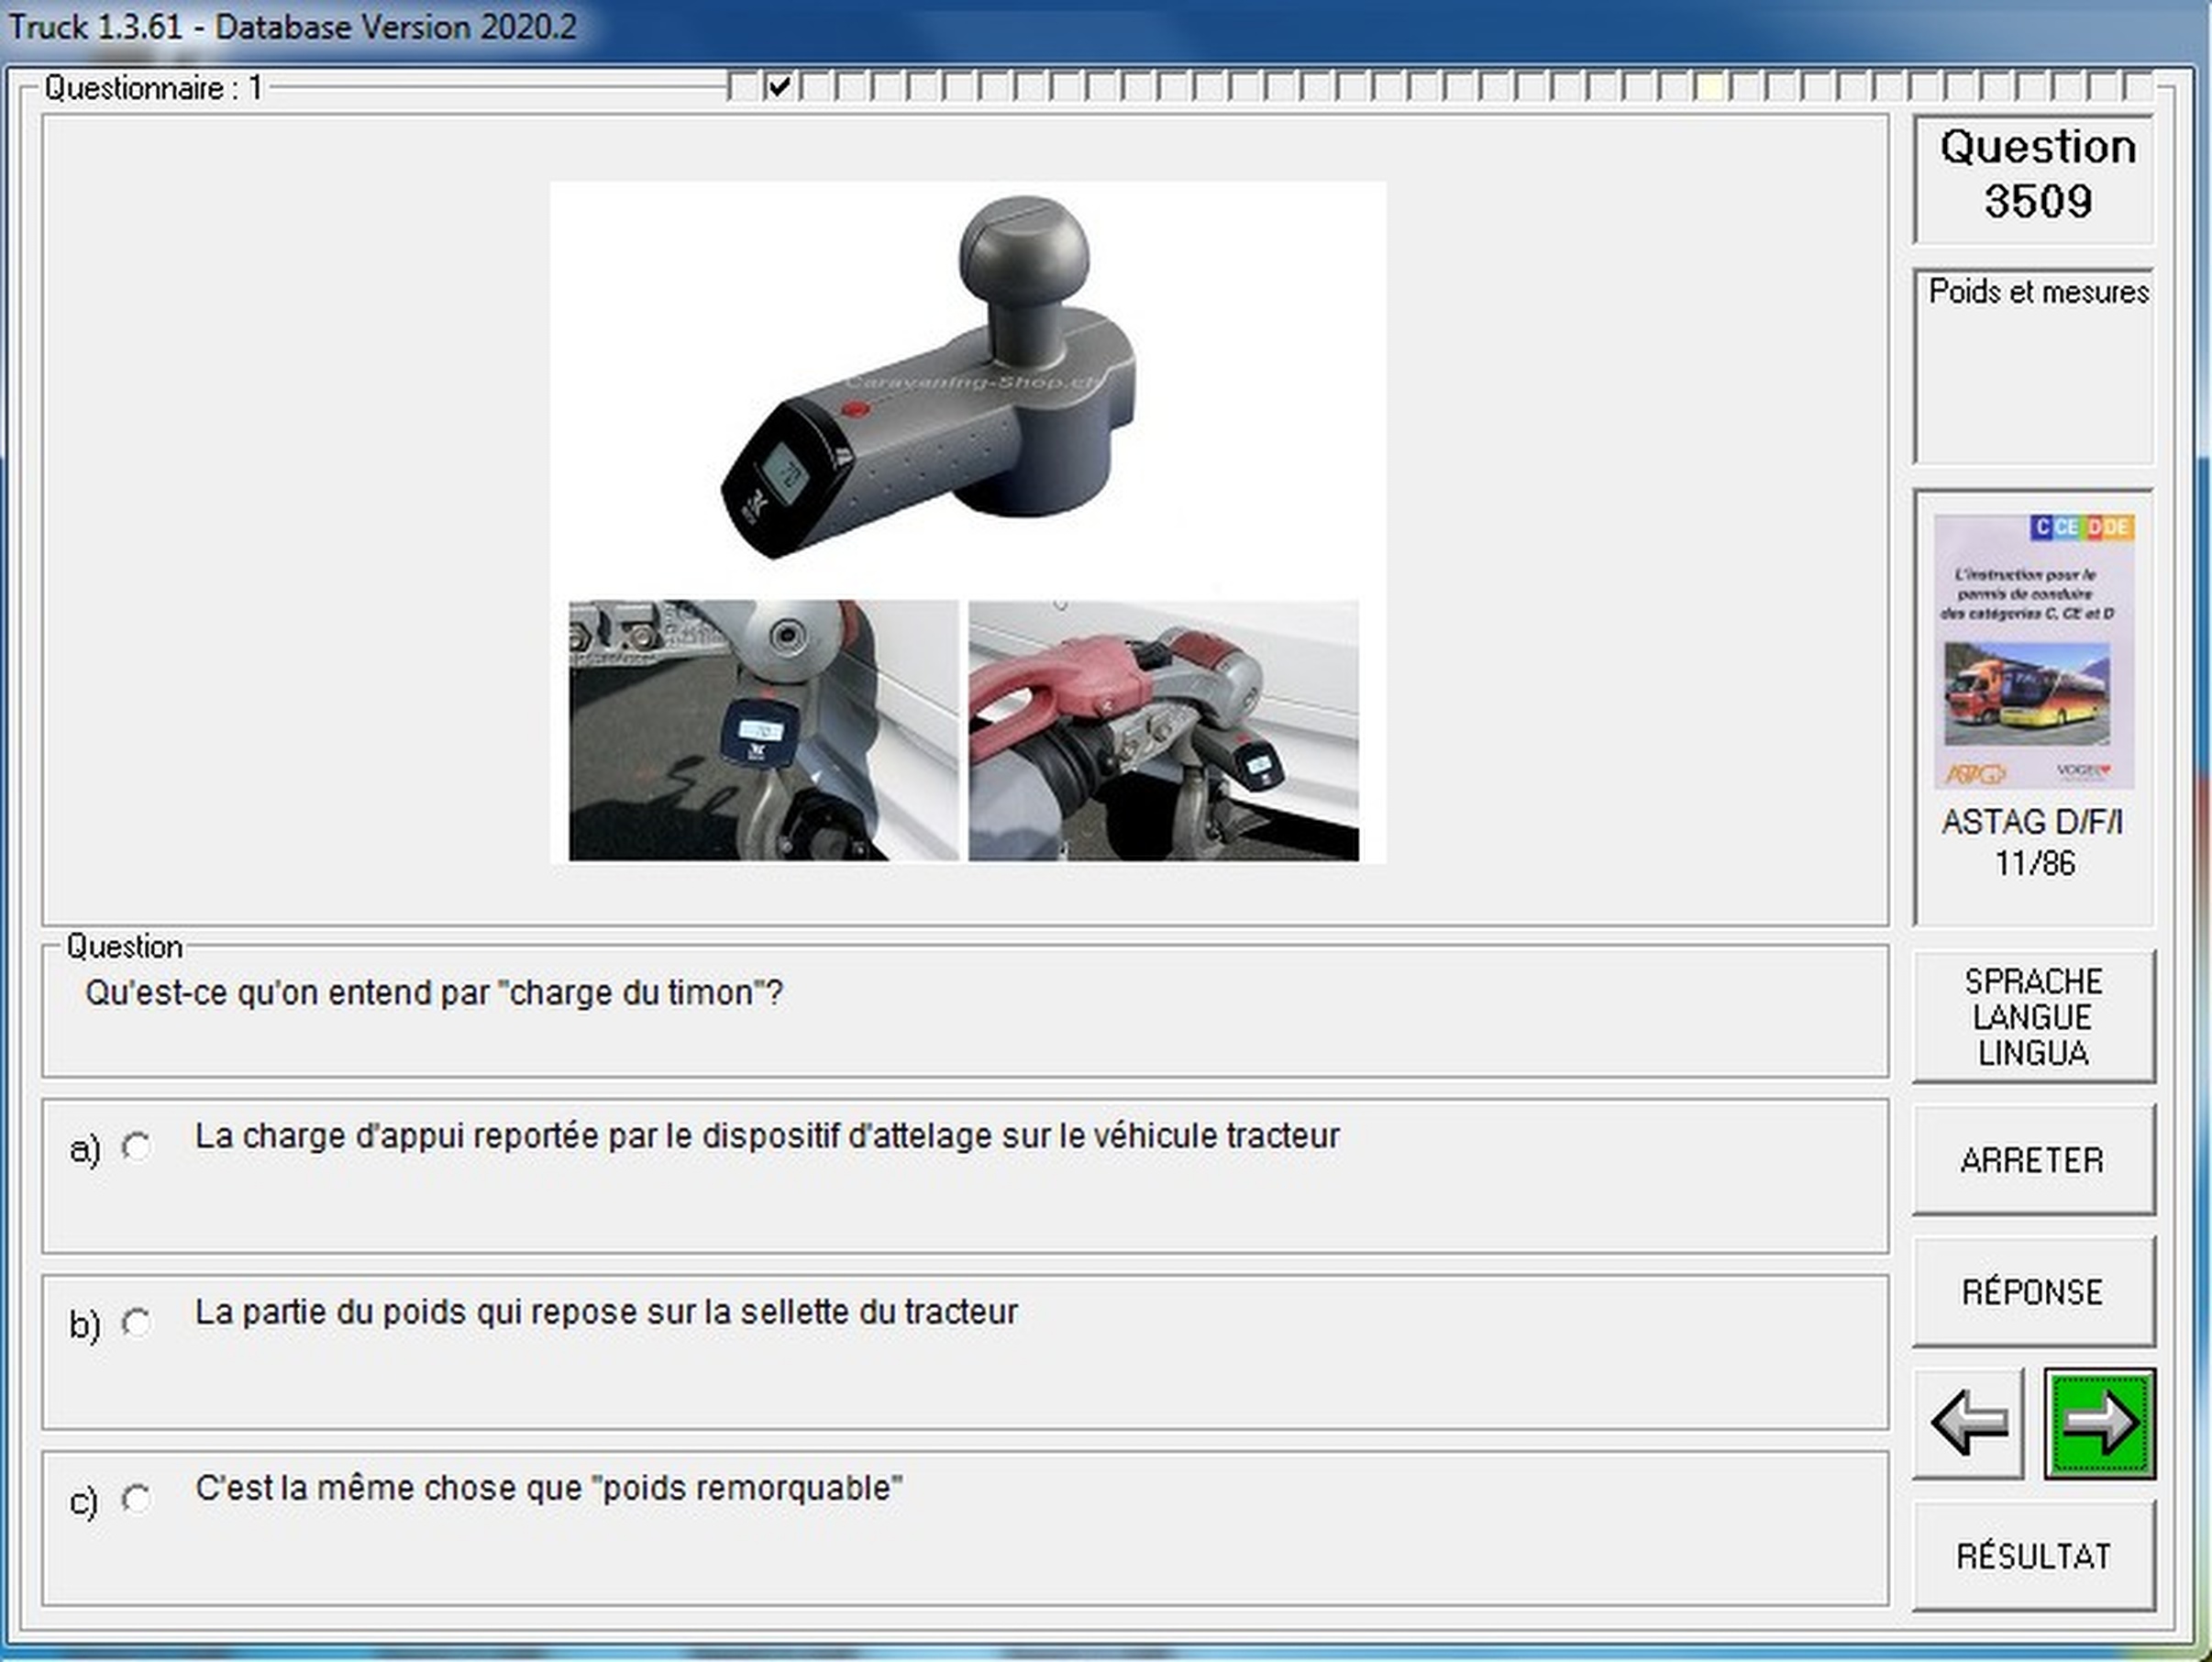 Truck 1.3.61 - Database Version 2020.2
Questionnaire : 1
Question
3509
Poids et mesures
Caravaning-Shop.ch
70
C CE D DE
L'instruction pour le
permis de conduire
des catégories C, CE et D
ASTAG
VOGEL
ASTAG D/F/I
11/86
Question
Qu'est-ce qu'on entend par "charge du timon"?
a) La charge d'appui reportée par le dispositif d'attelage sur le véhicule tracteur
b) La partie du poids qui repose sur la sellette du tracteur
c) C'est la même chose que "poids remorquable"
SPRACHE
LANGUE
LINGUA
ARRETER
RÉPONSE
RÉSULTAT